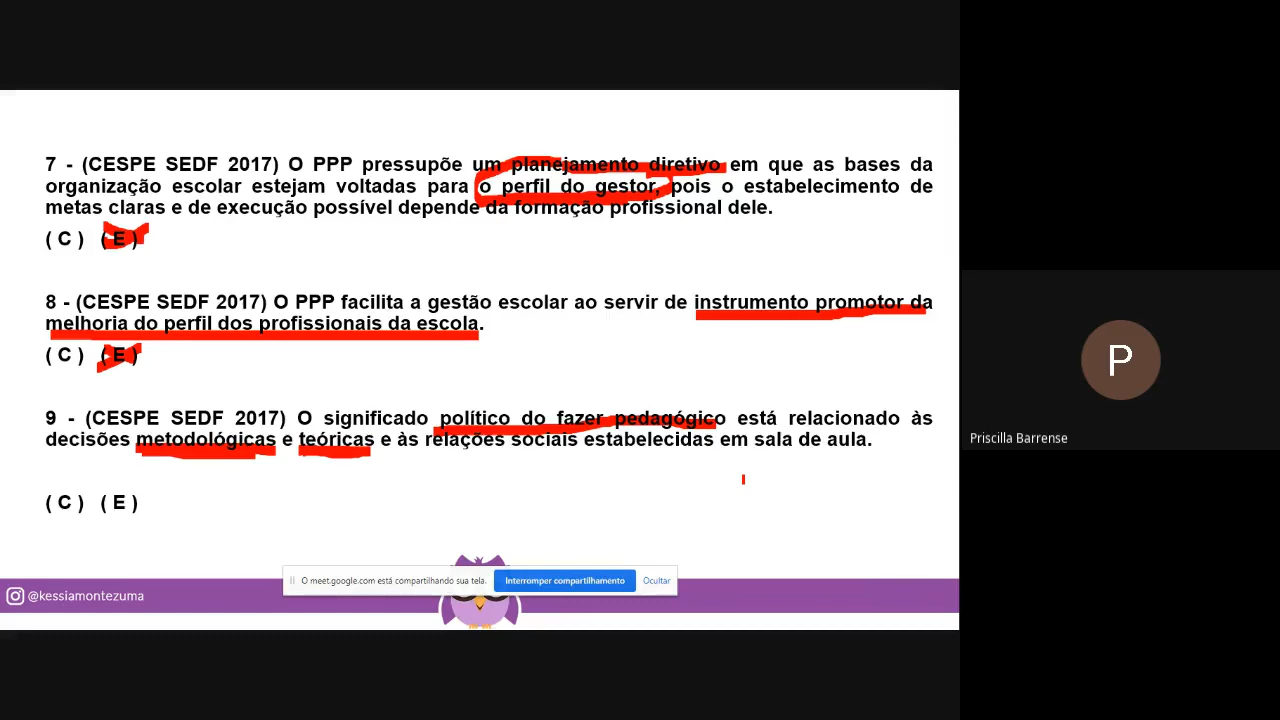 7 - (CESPE SEDF 2017) O PPP pressupõe um planejamento diretivo em que as bases da
organização escolar estejam voltadas para o perfil do gestor, pois o estabelecimento de
metas claras e de execução possível depende da formação profissional dele.
( C ) ( E )
8 - (CESPE SEDF 2017) O PPP facilita a gestão escolar ao servir de instrumento promotor da
melhoria do perfil dos profissionais da escola.
( C ) ( E )
9 - (CESPE SEDF 2017) O significado político do fazer pedagógico está relacionado às
decisões metodológicas e teóricas e às relações sociais estabelecidas em sala de aula.
( C ) ( E )
O meet.google.com está compartilhando sua tela. Interromper compartilhamento Ocultar
@kessiamontezuma
P
Priscilla Barrense